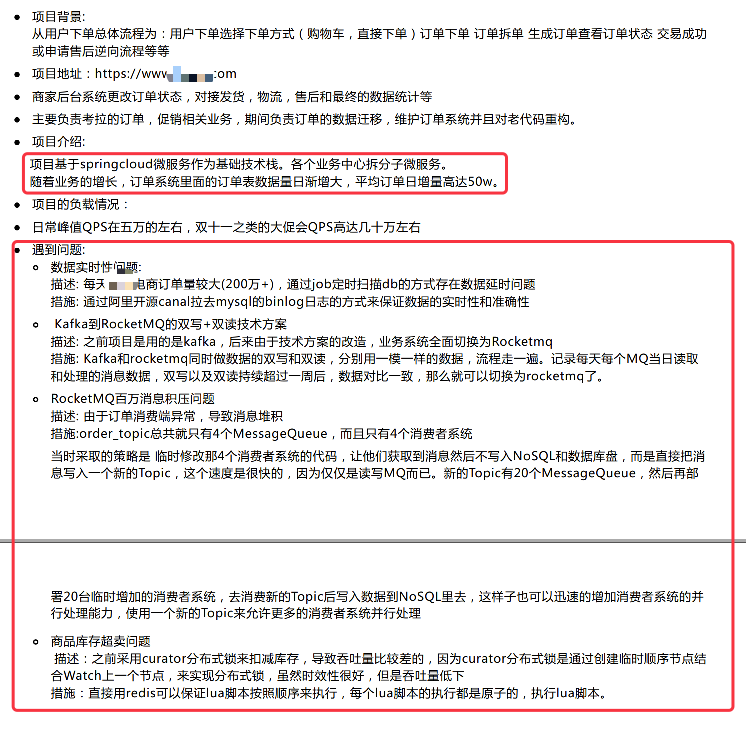 项目背景:
从用户下单总体流程为：用户下单选择下单方式（购物车，直接下单）订单下单 订单拆单 生成订单查看订单状态 交易成功
或申请售后逆向流程等等
项目地址：https://www om
商家后台系统更改订单状态，对接发货，物流，售后和最终的数据统计等
主要负责考拉的订单，促销相关业务，期间负责订单的数据迁移，维护订单系统并且对老代码重构。
项目介绍:
项目基于springcloud微服务作为基础技术栈。各个业务中心拆分子微服务。
随着业务的增长，订单系统里面的订单表数据量日渐增大，平均订单日增量高达50w。
项目的负载情况：
日常峰值QPS在五万的左右，双十一之类的大促会QPS高达几十万左右
遇到问题:
数据实时性问题:
描述: 每天 电商订单量较大(200万+)，通过job定时扫描db的方式存在数据延时问题
措施: 通过阿里开源canal拉去mysql的binlog日志的方式来保证数据的实时性和准确性
Kafka到RocketMQ的双写+双读技术方案
描述: 之前项目是用的是kafka，后来由于技术方案的改造，业务系统全面切换为Rocketmq
措施: Kafka和rocketmq同时做数据的双写和双读，分别用一模一样的数据，流程走一遍。记录每天每个MQ当日读取
和处理的消息数据，双写以及双读持续超过一周后，数据对比一致，那么就可以切换为rocketmq了。
RocketMQ百万消息积压问题
描述: 由于订单消费端异常，导致消息堆积
措施:order_topic总共就只有4个MessageQueue，而且只有4个消费者系统
当时采取的策略是 临时修改那4个消费者系统的代码，让他们获取到消息然后不写入NoSQL和数据库盘，而是直接把消
息写入一个新的Topic，这个速度是很快的，因为仅仅是读写MQ而已。新的Topic有20个MessageQueue，然后再部
署20台临时增加的消费者系统，去消费新的Topic后写入数据到NoSQL里去，这样子也可以迅速的增加消费者系统的并
行处理能力，使用一个新的Topic来允许更多的消费者系统并行处理
商品库存超卖问题
描述：之前采用curator分布式锁来扣减库存，导致吞吐量比较差的，因为curator分布式锁是通过创建临时顺序节点结
合Watch上一个节点，来实现分布式锁，虽然时效性很好，但是吞吐量低下
措施：直接用redis可以保证lua脚本按照顺序来执行，每个lua脚本的执行都是原子的，执行lua脚本。